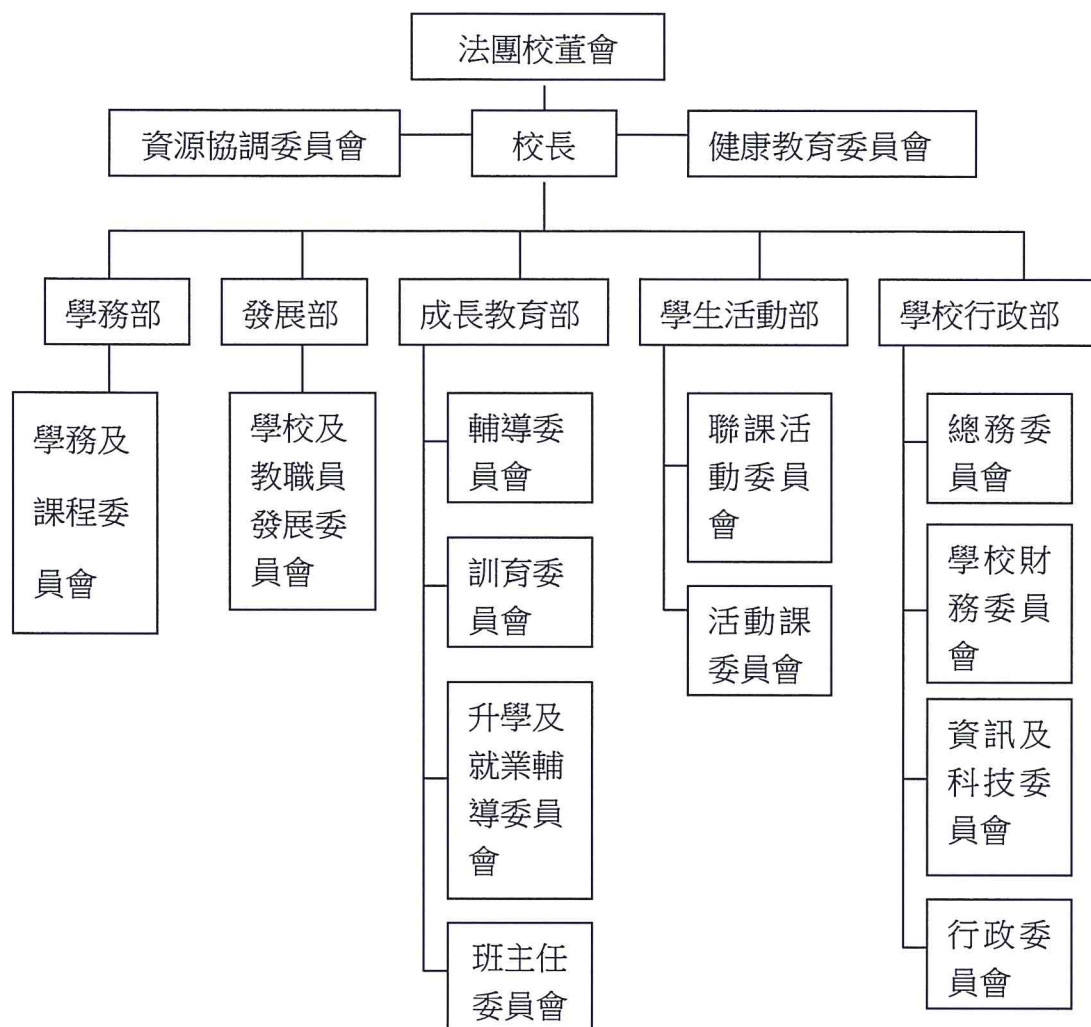 法團校董會
資源協調委員會
校長
健康教育委員會
學務部
發展部
成長教育部
學生活動部
學校行政部
學務及
課程委
員會
學校及
教職員
發展委
員會
輔導委
員會
訓育委
員會
升學及
就業輔
導委員
會
班主任
委員會
聯課活
動委員
會
活動課
委員會
總務委
員會
學校財
務委員
會
資訊及
科技委
員會
行政委
員會